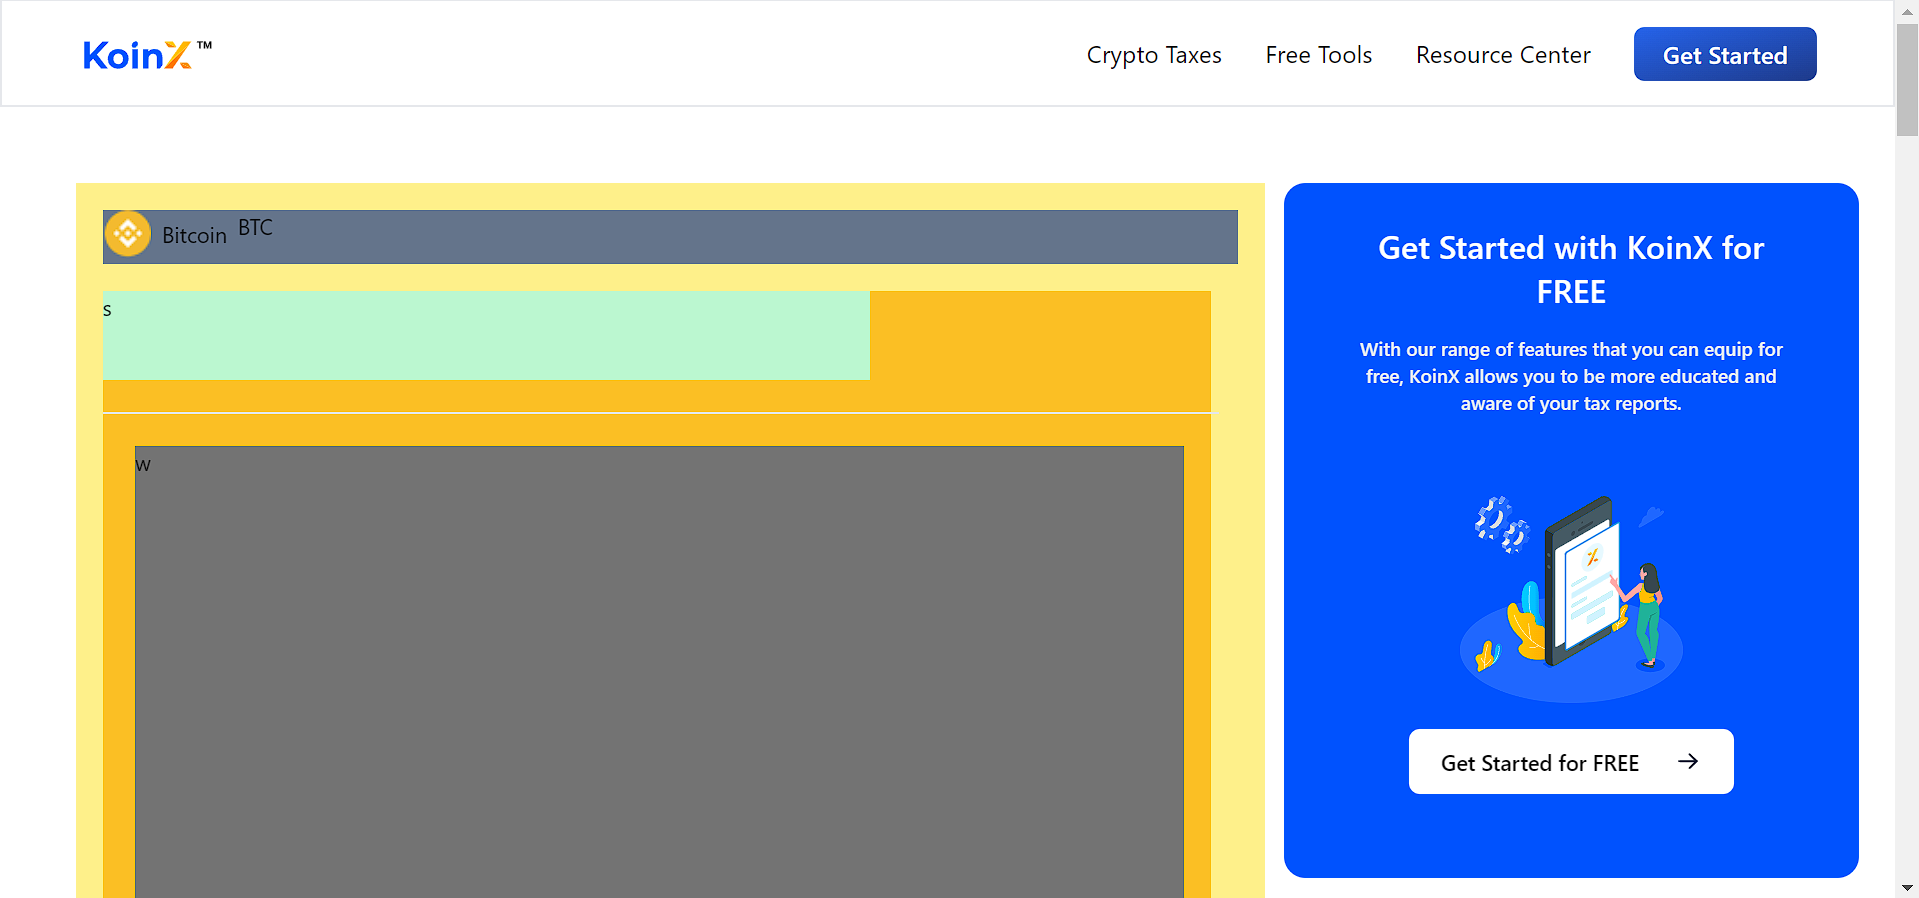 KoinX™
Crypto Taxes
Free Tools
Resource Center
Get Started
Bitcoin BTC
s
w
Get Started with KoinX for
FREE
With our range of features that you can equip for
free, KoinX allows you to be more educated and
aware of your tax reports.
Get Started for FREE →